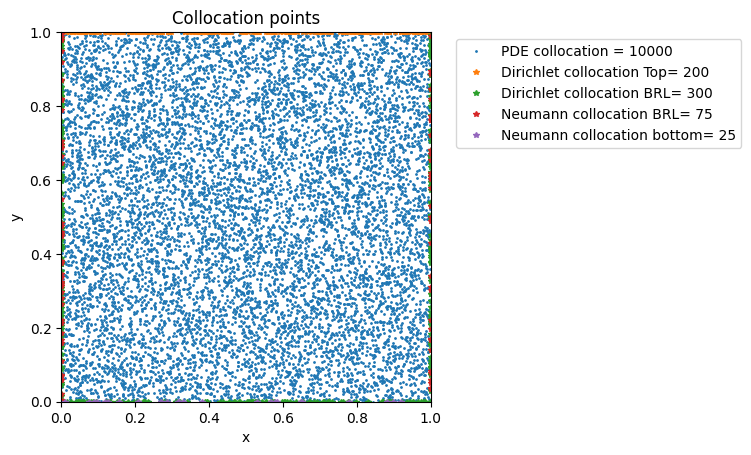 Collocation points
1.0
0.8
0.6
0.4
0.2
0.0
y
0.0 0.2 0.4 0.6 0.8 1.0
x
PDE collocation = 10000
Dirichlet collocation Top= 200
Dirichlet collocation BRL= 300
Neumann collocation BRL= 75
Neumann collocation bottom= 25